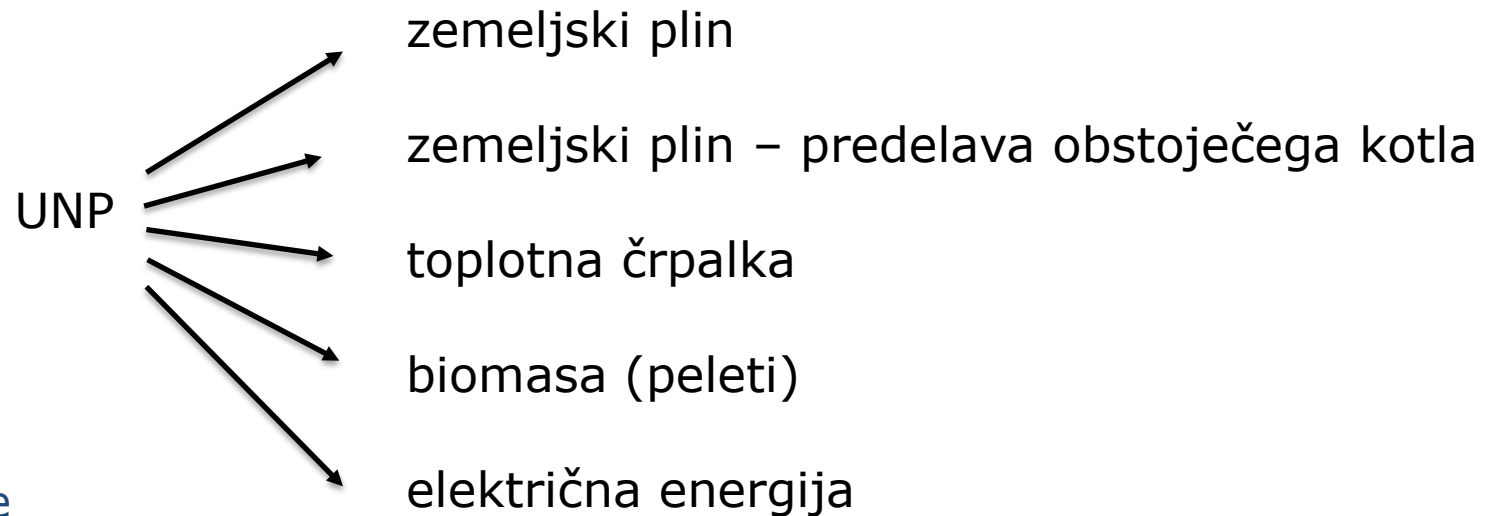 zemeljski plin
zemeljski plin – predelava obstoječega kotla
UNP
toplotna črpalka
biomasa (peleti)
električna energija
e